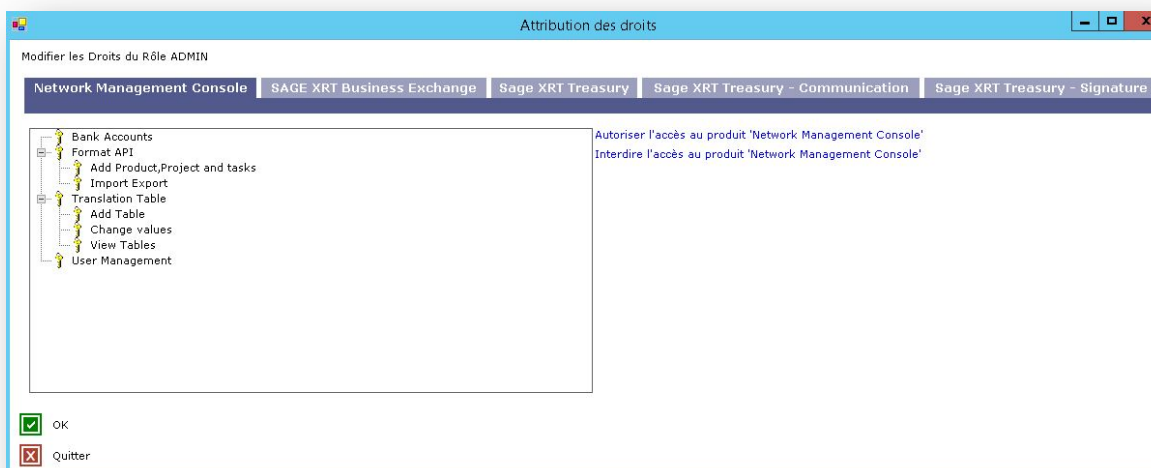 Attribution des droits
Modifier les Droits du Rôle ADMIN
Network Management Console SAGE XRT Business Exchange Sage XRT Treasury Sage XRT Treasury - Communication Sage XRT Treasury - Signature
Bank Accounts
Format API
Add Product,Project and tasks
Import Export
Translation Table
Add Table
Change values
View Tables
User Management
Autoriser l'accès au produit 'Network Management Console'
Interdire l'accès au produit 'Network Management Console'
OK
Quitter